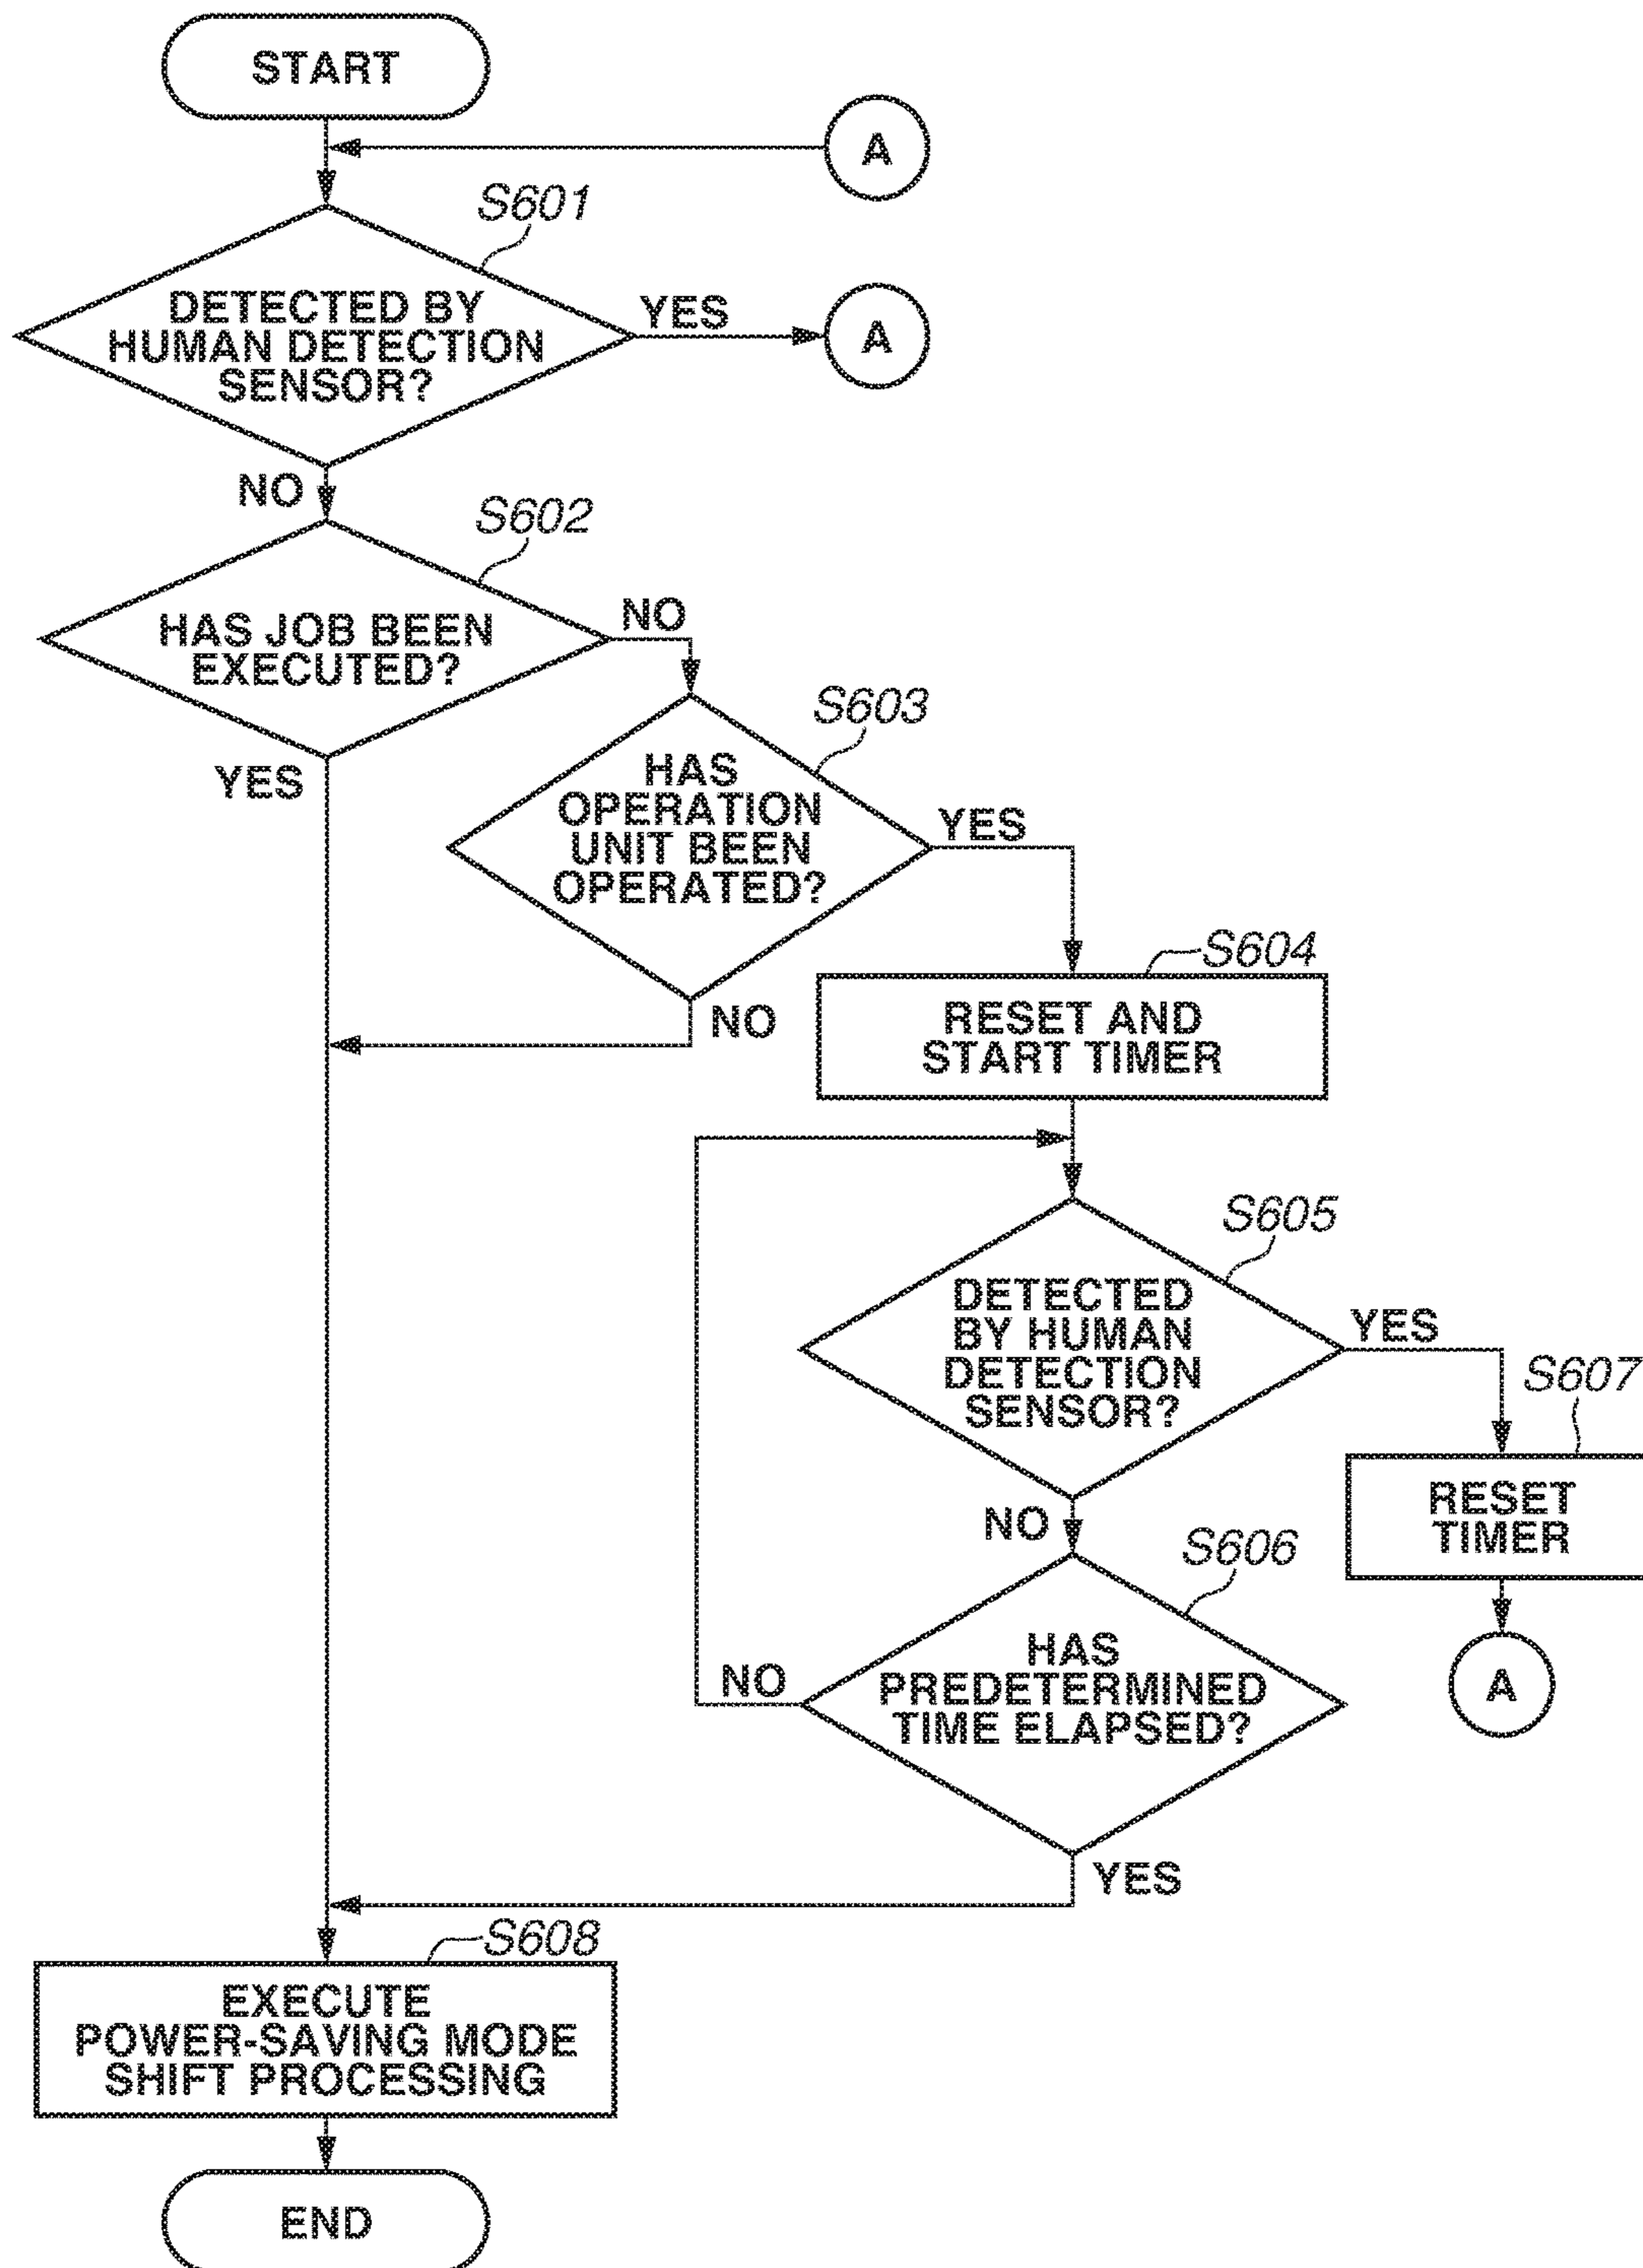 START
A
S601
DETECTED BY
HUMAN DETECTION
SENSOR?
YES
A
NO
S602
HAS JOB BEEN
EXECUTED?
NO
YES
S603
HAS
OPERATION
UNIT BEEN
OPERATED?
YES
NO
S604
RESET AND
START TIMER
S605
DETECTED
BY HUMAN
DETECTION
SENSOR?
YES
S607
RESET
TIMER
A
NO
S606
HAS
PREDETERMINED
TIME ELAPSED?
NO
YES
S608
EXECUTE
POWER-SAVING MODE
SHIFT PROCESSING
END